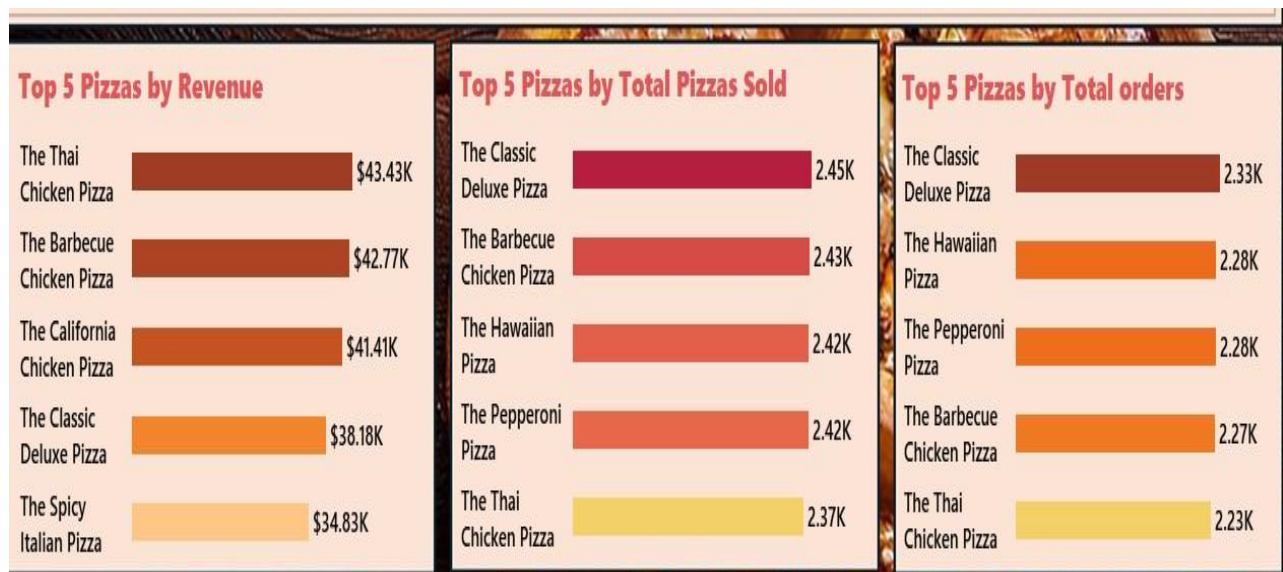 Top 5 Pizzas by Revenue
The Thai
Chicken Pizza
$43.43K
The Barbecue
Chicken Pizza
$42.77K
The California
Chicken Pizza
$41.41K
The Classic
Deluxe Pizza
$38.18K
The Spicy
Italian Pizza
$34.83K
Top 5 Pizzas by Total Pizzas Sold
The Classic
Deluxe Pizza
2.45K
The Barbecue
Chicken Pizza
2.43K
The Hawaiian
Pizza
2.42K
The Pepperoni
Pizza
2.42K
The Thai
Chicken Pizza
2.37K
Top 5 Pizzas by Total orders
The Classic
Deluxe Pizza
2.33K
The Hawaiian
Pizza
2.28K
The Pepperoni
Pizza
2.28K
The Barbecue
Chicken Pizza
2.27K
The Thai
Chicken Pizza
2.23K